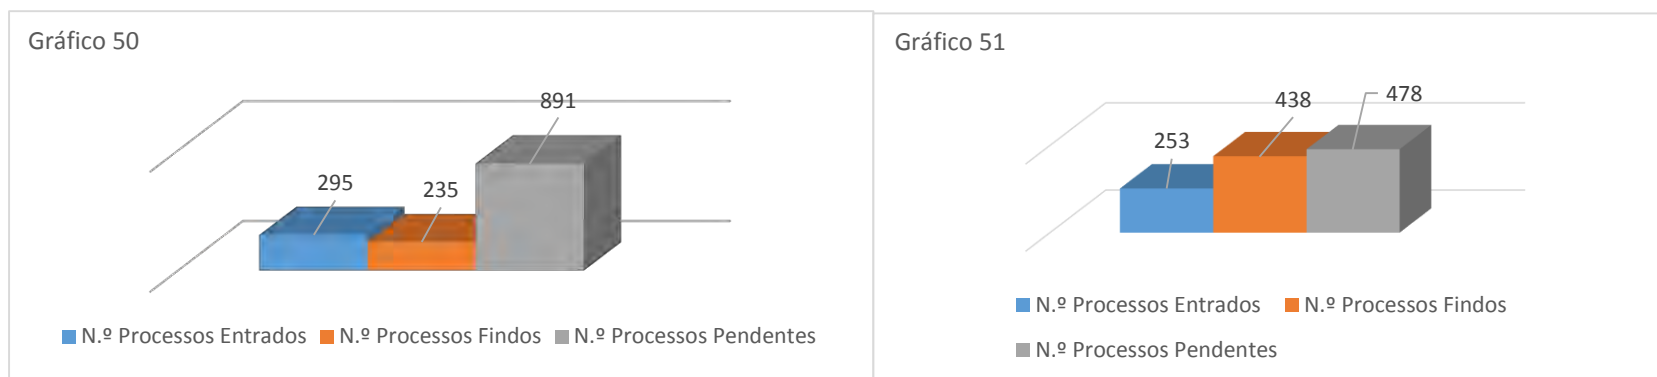 Gráfico 50
891
295
235
N.º Processos Entrados
N.º Processos Findos
N.º Processos Pendentes
Gráfico 51
253
438
478
N.º Processos Entrados
N.º Processos Findos
N.º Processos Pendentes